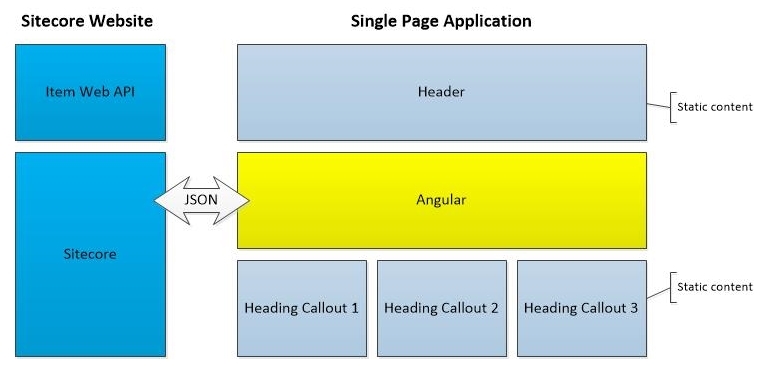 Sitecore Website
Single Page Application
Item Web API
Header
Static content
JSON
Angular
Sitecore
Static content
Heading Callout 1
Heading Callout 2
Heading Callout 3